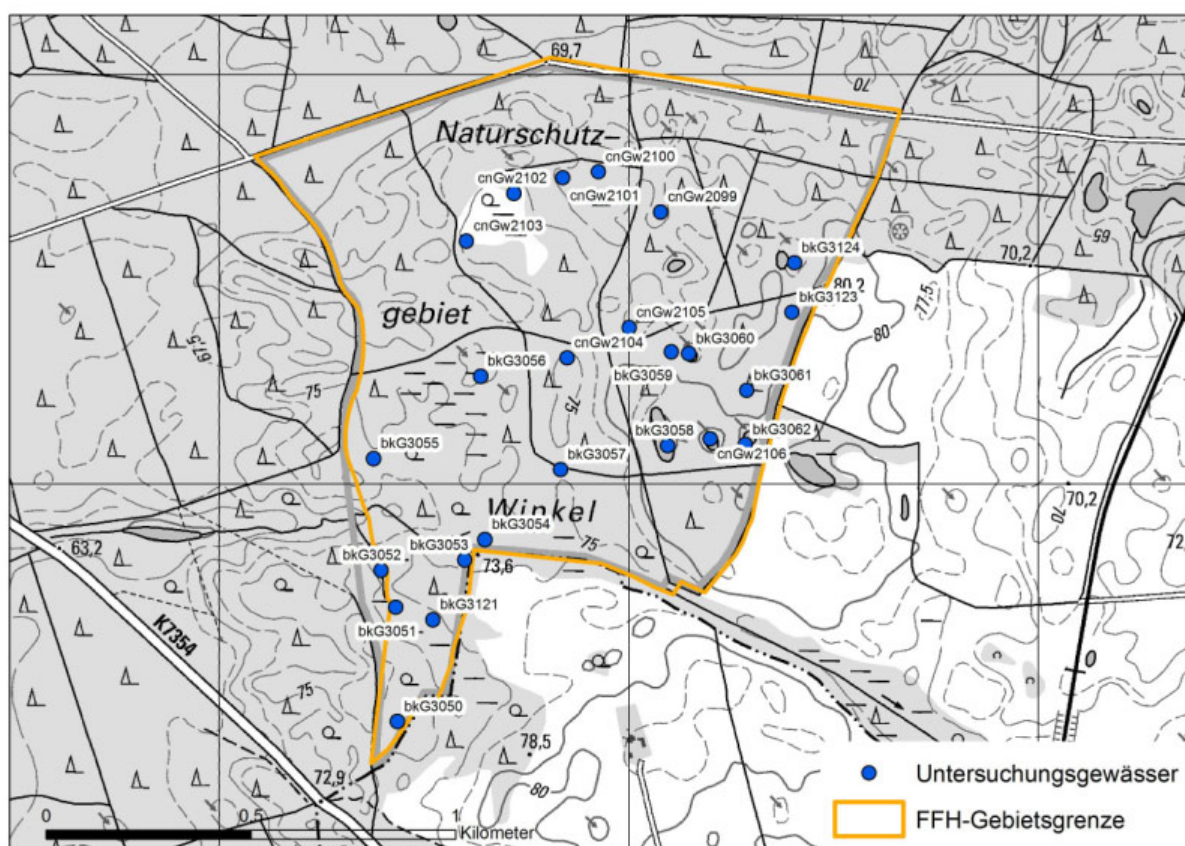 69,7
70
Naturschutz-
cnGw2100
cnGw2102
cnGw2101
cnGw2099
cnGw2103
65
bkG3124
70,2
80,2
77,5
bkG3123
gebiet
cnGw2105
80
67,5
cnGw2104
bkG3060
bkG3056
bkG3059
75
75
bkG3061
bkG3058
bkG3062
bkG3055
cnGw2106
bkG3057
70,2
70
Winkel
bkG3054
63,2
bkG3052
bkG3053
75
72,
73,6
bkG3121
bkG3051
K7354
75
bkG3050
78,5
72,9
80
0
0,5
1
Kilometer
Untersuchungsgewässer
FFH-Gebietsgrenze